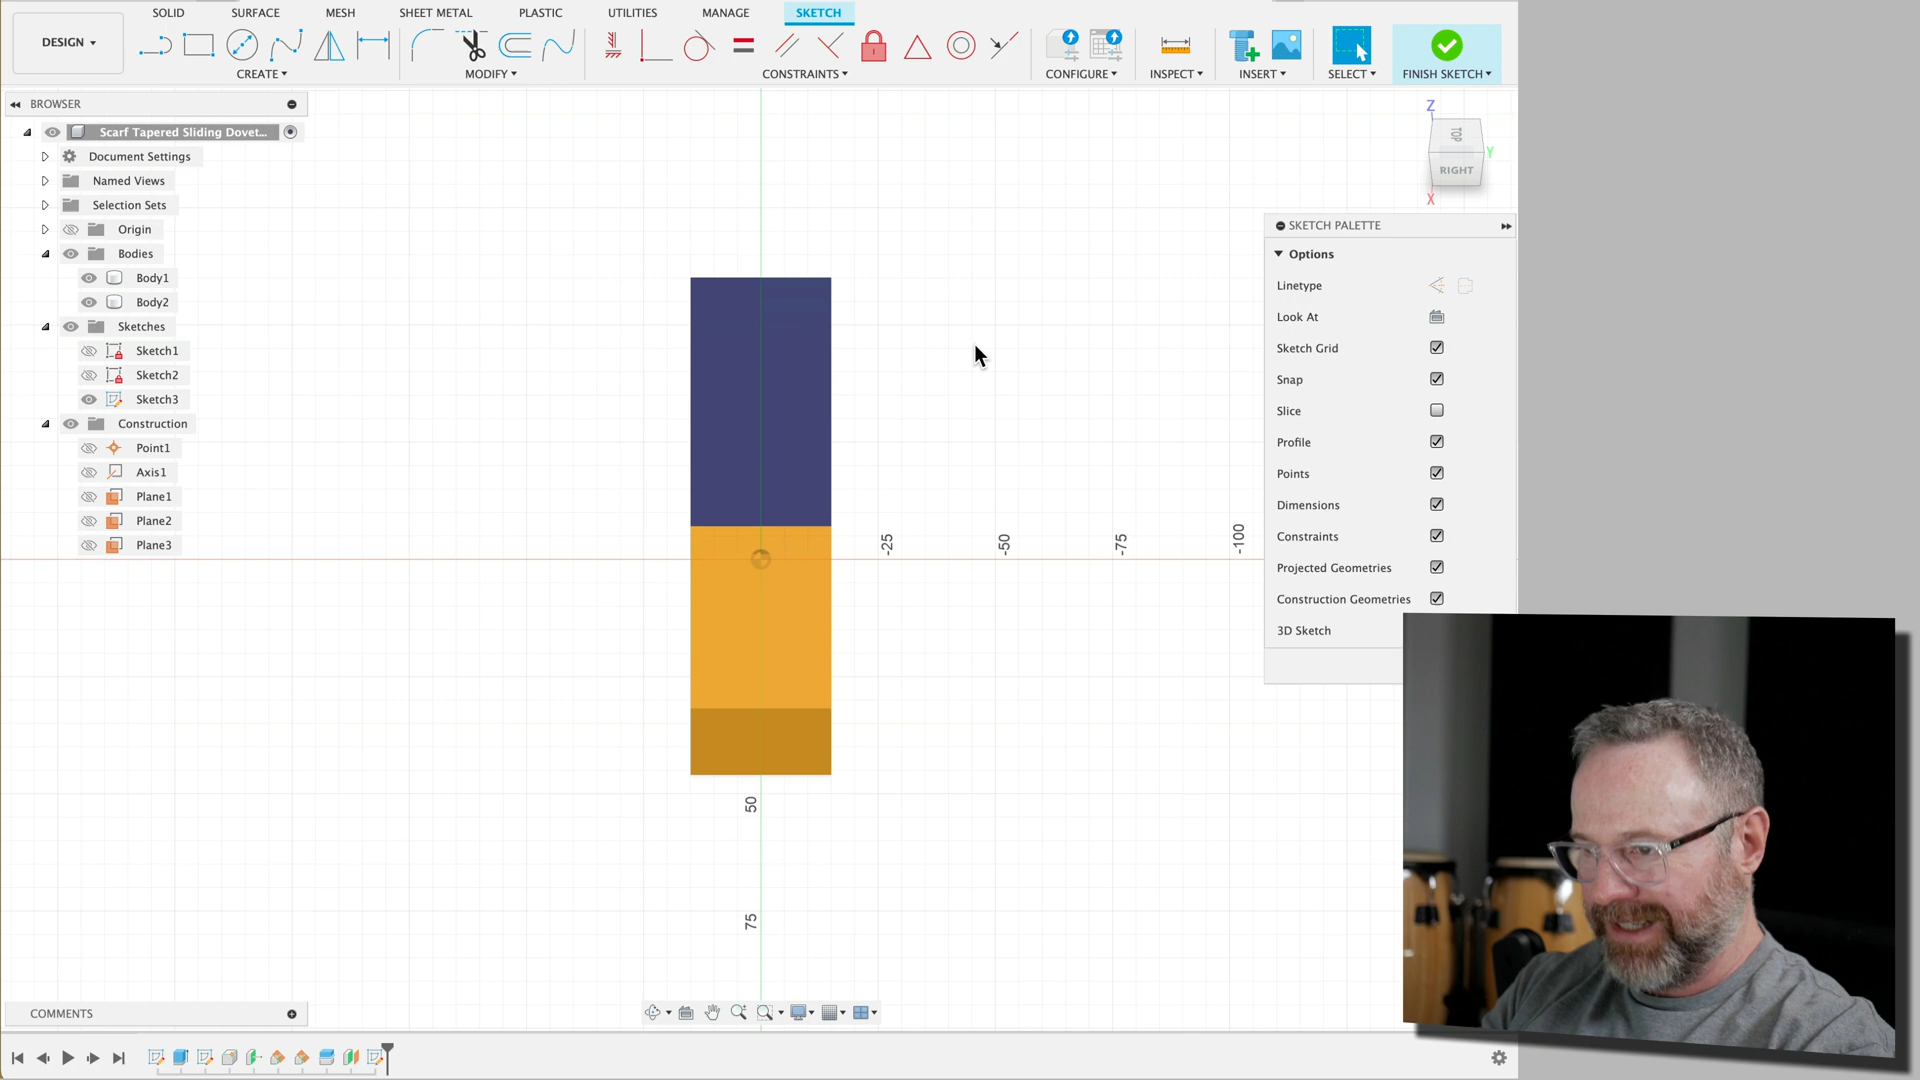 SOLID SURFACE MESH SHEET METAL PLASTIC UTILITIES MANAGE SKETCH
DESIGN
CREATE MODIFY CONSTRAINTS CONFIGURE INSPECT INSERT SELECT FINISH SKETCH
BROWSER
Scarf Tapered Sliding Dovet...
Document Settings
Named Views
Selection Sets
Origin
Bodies
Body1
Body2
Sketches
Sketch1
Sketch2
Sketch3
Construction
Point1
Axis1
Plane1
Plane2
Plane3
Z
TOP
Y
RIGHT
X
SKETCH PALETTE
Options
Linetype
Look At
Sketch Grid
Snap
Slice
Profile
Points
Dimensions
Constraints
Projected Geometries
Construction Geometries
3D Sketch
-25
-50
-75
-100
50
75
COMMENTS